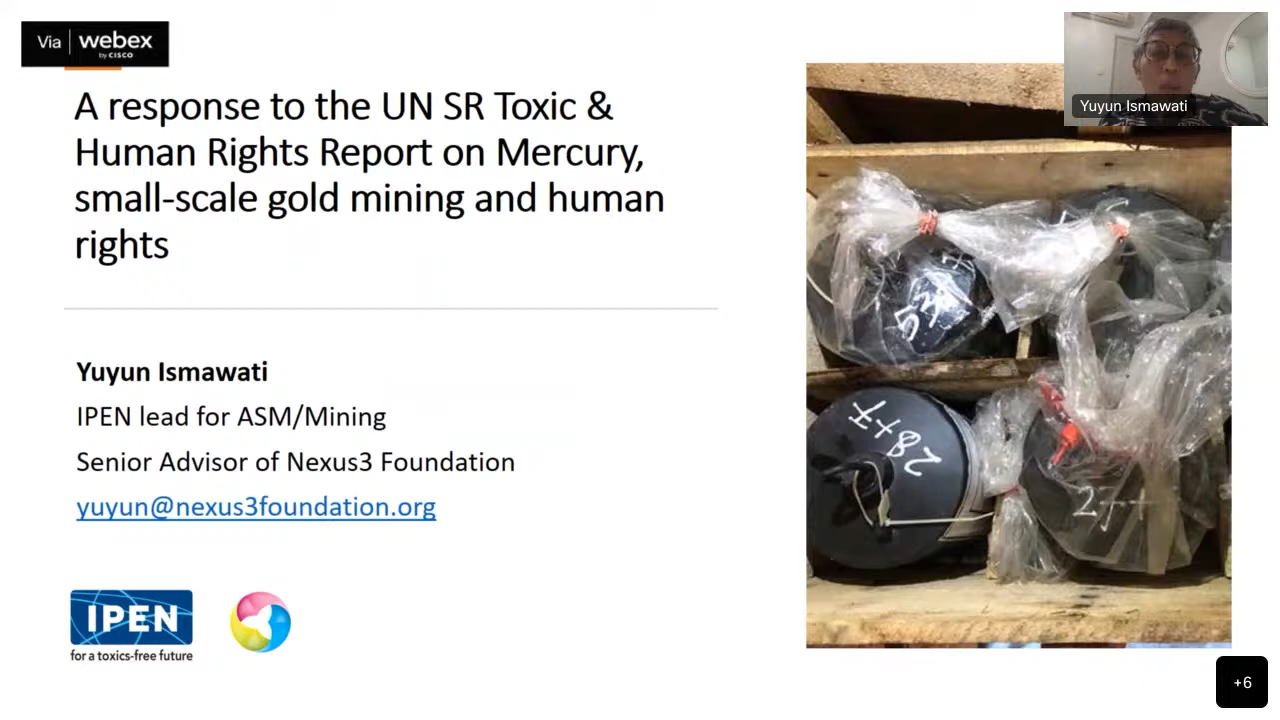 Via webex
by CISCO
A response to the UN SR Toxic &
Human Rights Report on Mercury,
small-scale gold mining and human
rights
Yuyun Ismawati
IPEN lead for ASM/Mining
Senior Advisor of Nexus3 Foundation
yuyun@nexus3foundation.org
IPEN
for a toxics-free future
Yuyun Ismawati
28+7
+6